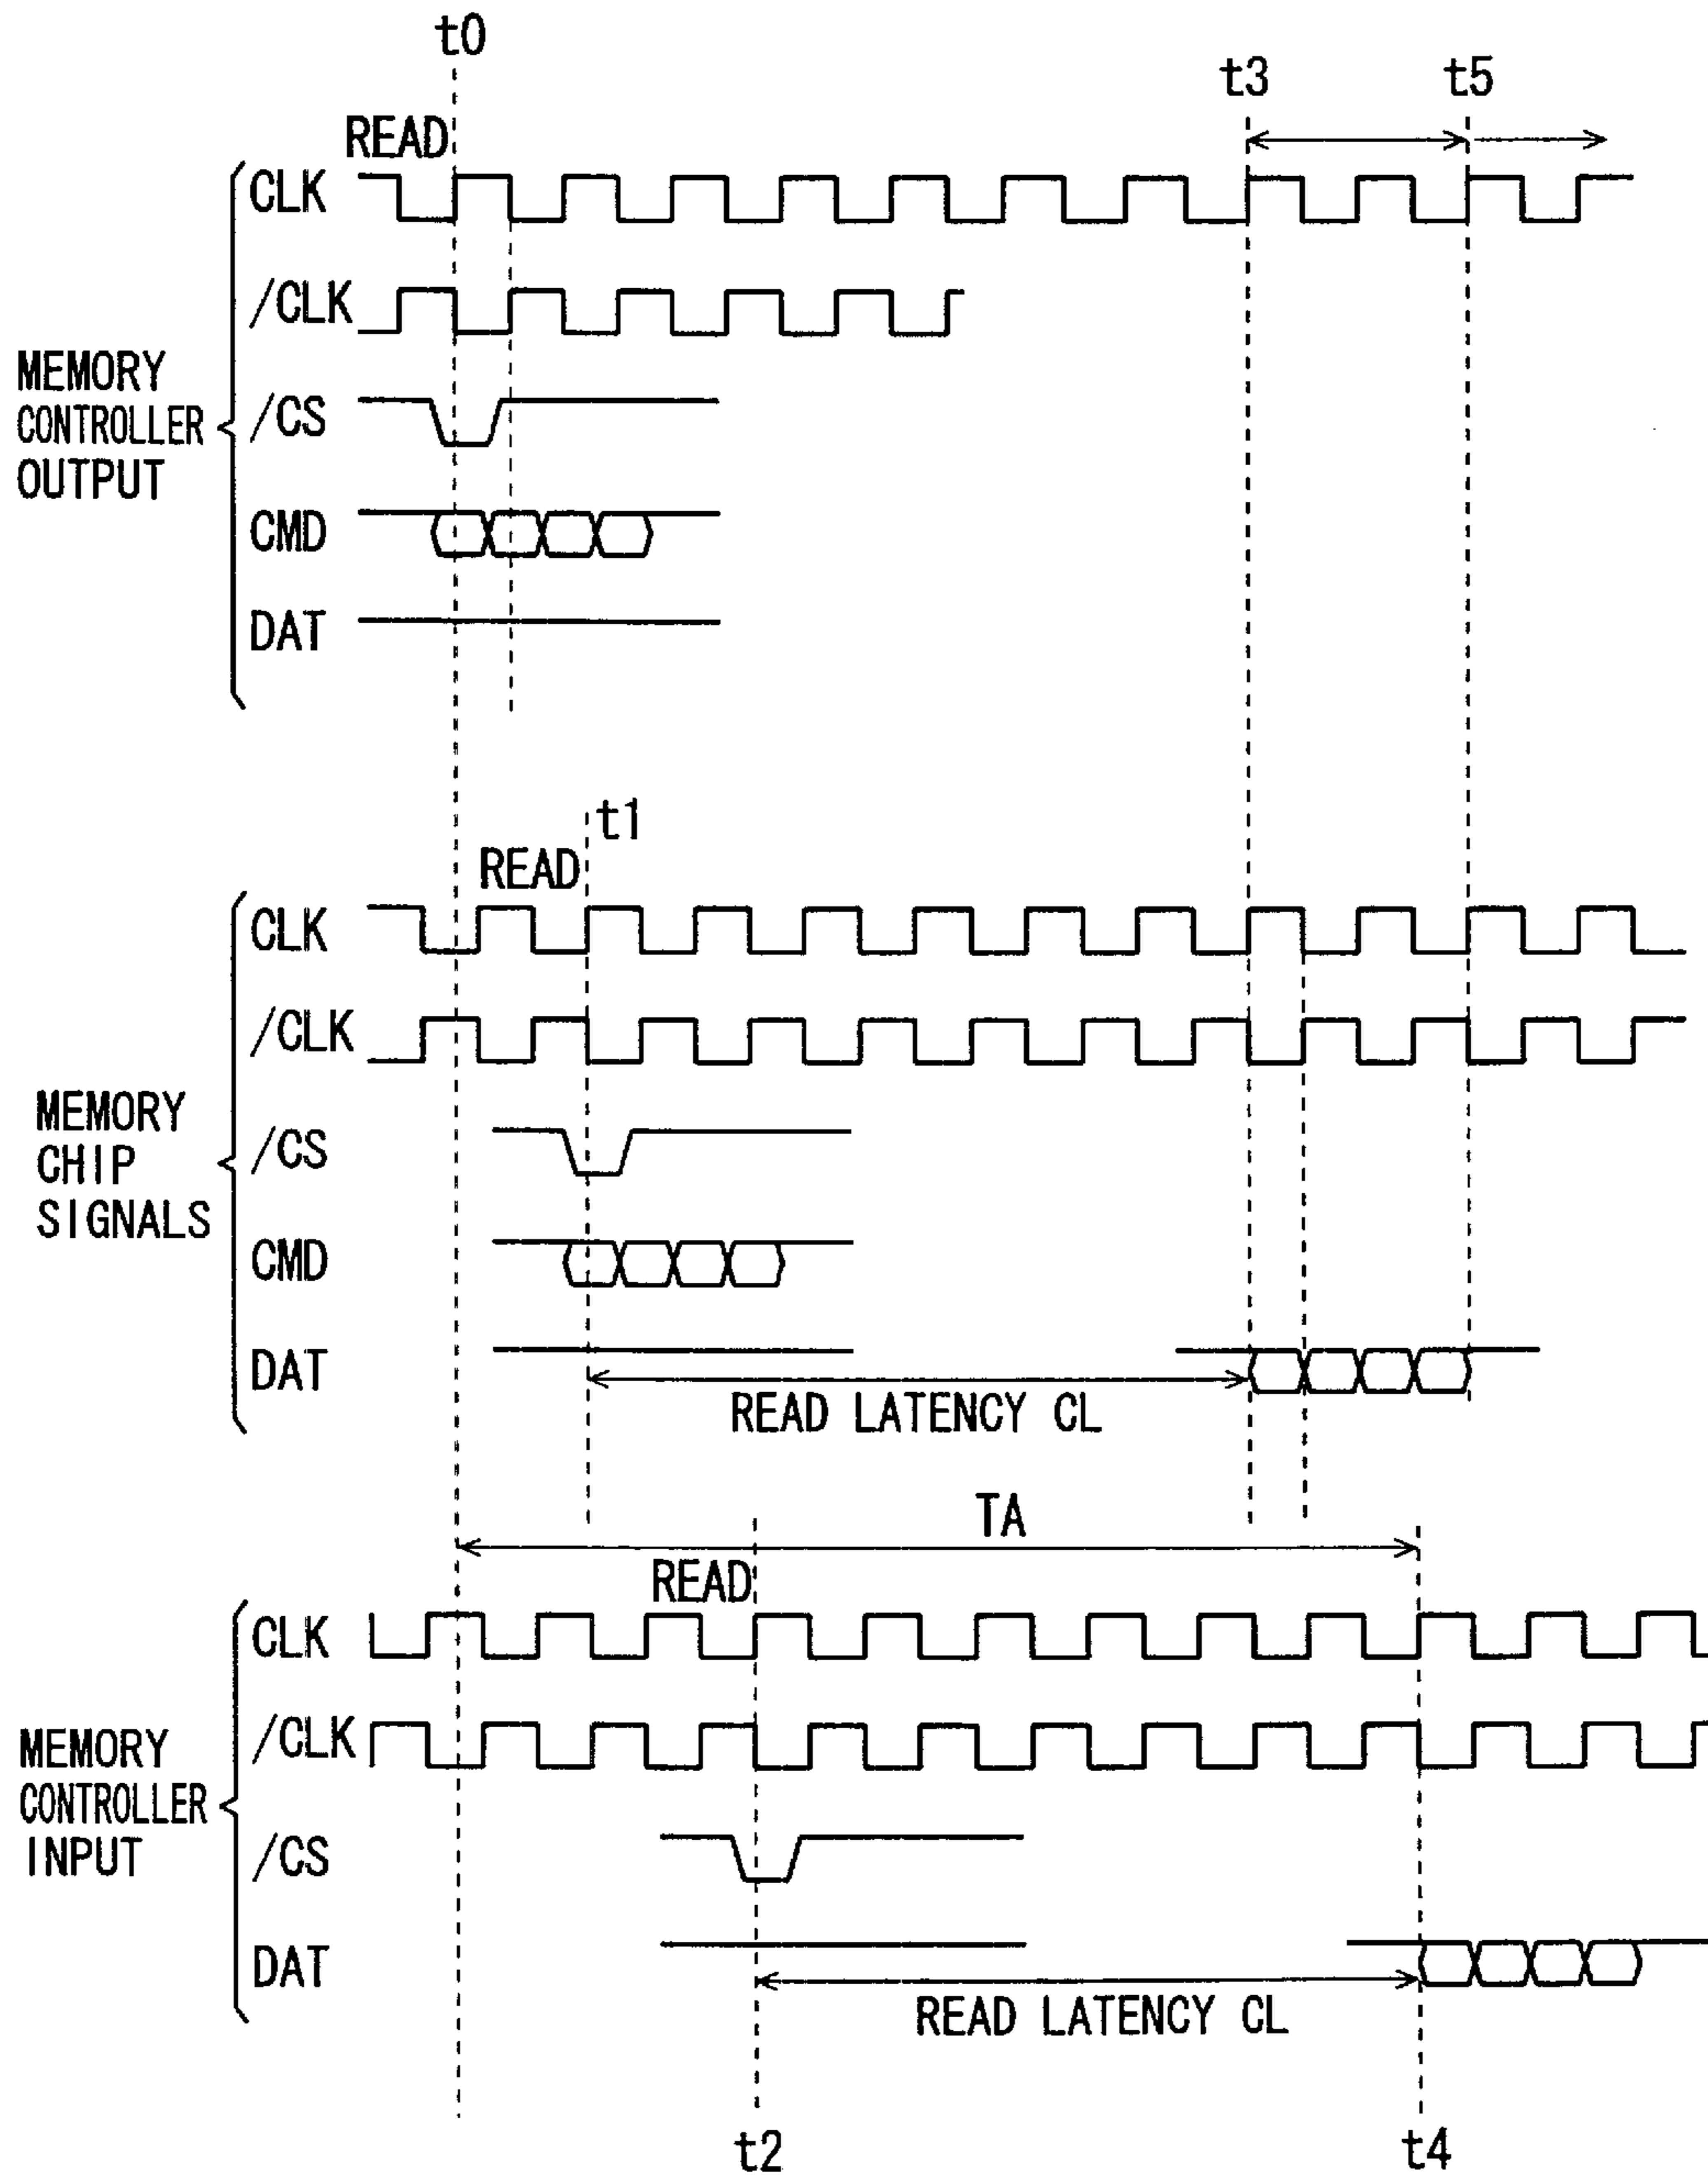 t0
t3
t5
READ
CLK
/CLK
MEMORY
CONTROLLER
OUTPUT
/CS
CMD
DAT
t1
READ
CLK
/CLK
MEMORY
CHIP
SIGNALS
/CS
CMD
DAT
READ LATENCY CL
TA
READ
CLK
/CLK
MEMORY
CONTROLLER
INPUT
/CS
DAT
READ LATENCY CL
t2
t4